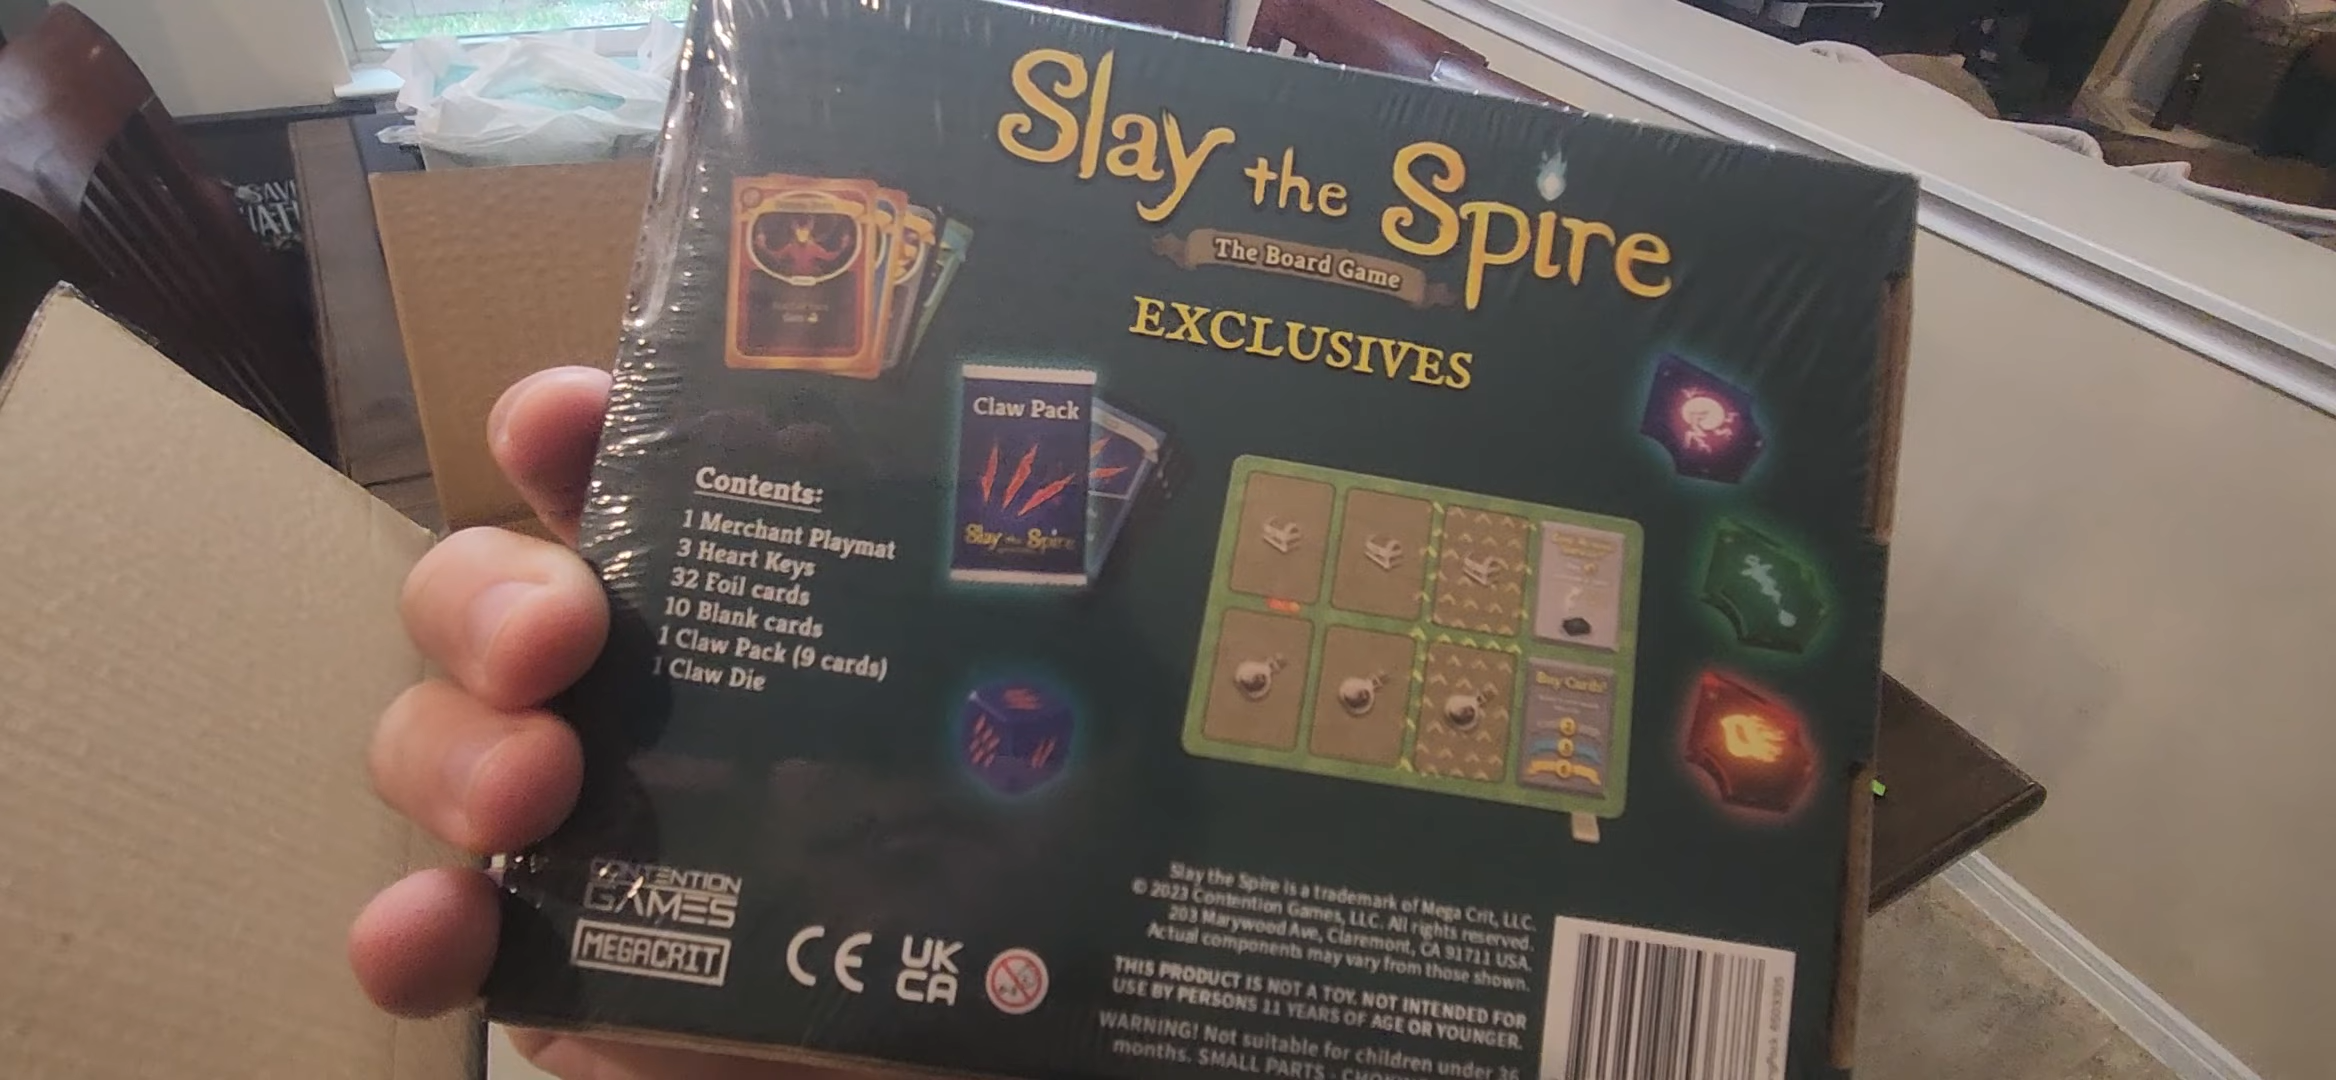 Slay the Spire
The Board Game
EXCLUSIVES
Claw Pack
Slay the Spire
Contents:
1 Merchant Playmat
3 Heart Keys
32 Foil cards
10 Blank cards
1 Claw Pack (9 cards)
1 Claw Die
Buy Cards
CONTENTION
GAMES
MEGACRIT
CE
UK
CA
Slay the Spire is a trademark of Mega Crit, LLC.
© 2023 Contention Games, LLC. All rights reserved.
203 Marywood Ave, Claremont, CA 91711 USA.
Actual components may vary from those shown.
THIS PRODUCT IS NOT A TOY. NOT INTENDED FOR
USE BY PERSONS 11 YEARS OF AGE OR YOUNGER.
WARNING! Not suitable for children under 36
months. SMALL PARTS -